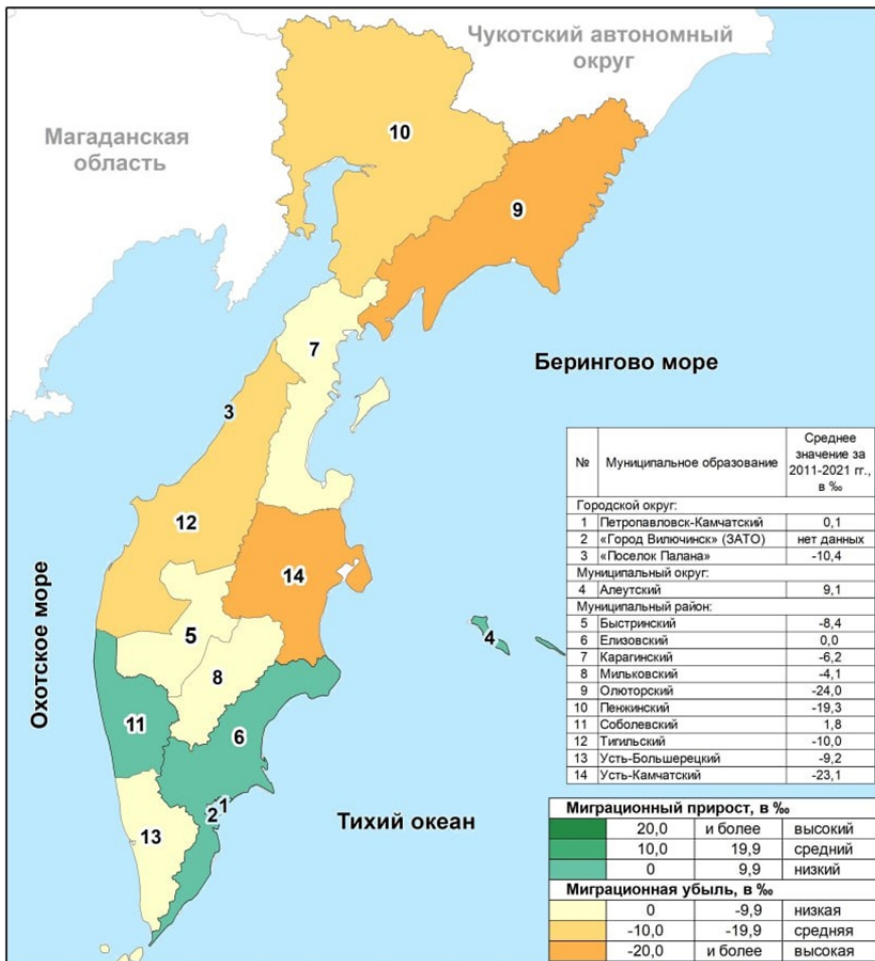 Чукотский автономный
округ
Магаданская
область
10
9
7
Берингово море
3
12
14
Охотское море
5
4
8
11
6
1
2
13
Тихий океан
№ Муниципальное образование Среднее значение за 2011-2021 гг., в ‰
Городской округ:
1 Петропавловск-Камчатский 0,1
2 «Город Вилючинск» (ЗАТО) нет данных
3 «Поселок Палана» -10,4
Муниципальный округ:
4 Алеутский 9,1
Муниципальный район:
5 Быстринский -8,4
6 Елизовский 0,0
7 Карагинский -6,2
8 Мильковский -4,1
9 Олюторский -24,0
10 Пенжинский -19,3
11 Соболевский 1,8
12 Тигильский -10,0
13 Усть-Большерецкий -9,2
14 Усть-Камчатский -23,1
Миграционный прирост, в ‰
20,0 и более высокий
10,0 19,9 средний
0 9,9 низкий
Миграционная убыль, в ‰
0 -9,9 низкая
-10,0 -19,9 средняя
-20,0 и более высокая